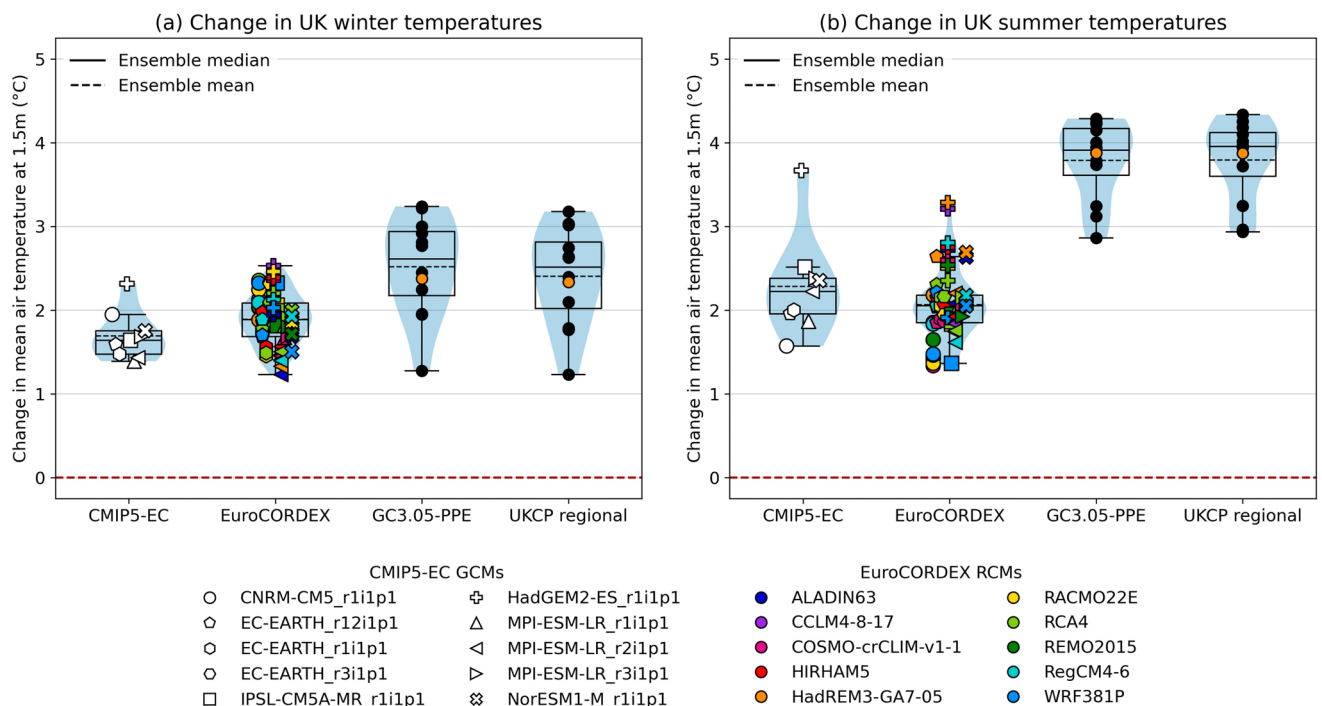 (a) Change in UK winter temperatures
Change in mean air temperature at 1.5m (°C)
5
4
3
2
1
0
Ensemble median
Ensemble mean
CMIP5-EC
EuroCORDEX
GC3.05-PPE
UKCP regional
(b) Change in UK summer temperatures
Change in mean air temperature at 1.5m (°C)
5
4
3
2
1
0
Ensemble median
Ensemble mean
CMIP5-EC
EuroCORDEX
GC3.05-PPE
UKCP regional
CMIP5-EC GCMs
CNRM-CM5_r1i1p1
EC-EARTH_r12i1p1
EC-EARTH_r1i1p1
EC-EARTH_r3i1p1
IPSL-CM5A-MR_r1i1p1
HadGEM2-ES_r1i1p1
MPI-ESM-LR_r1i1p1
MPI-ESM-LR_r2i1p1
MPI-ESM-LR_r3i1p1
NorESM1-M_r1i1p1
EuroCORDEX RCMs
ALADIN63
CCLM4-8-17
COSMO-crCLIM-v1-1
HIRHAM5
HadREM3-GA7-05
RACMO22E
RCA4
REMO2015
RegCM4-6
WRF381P